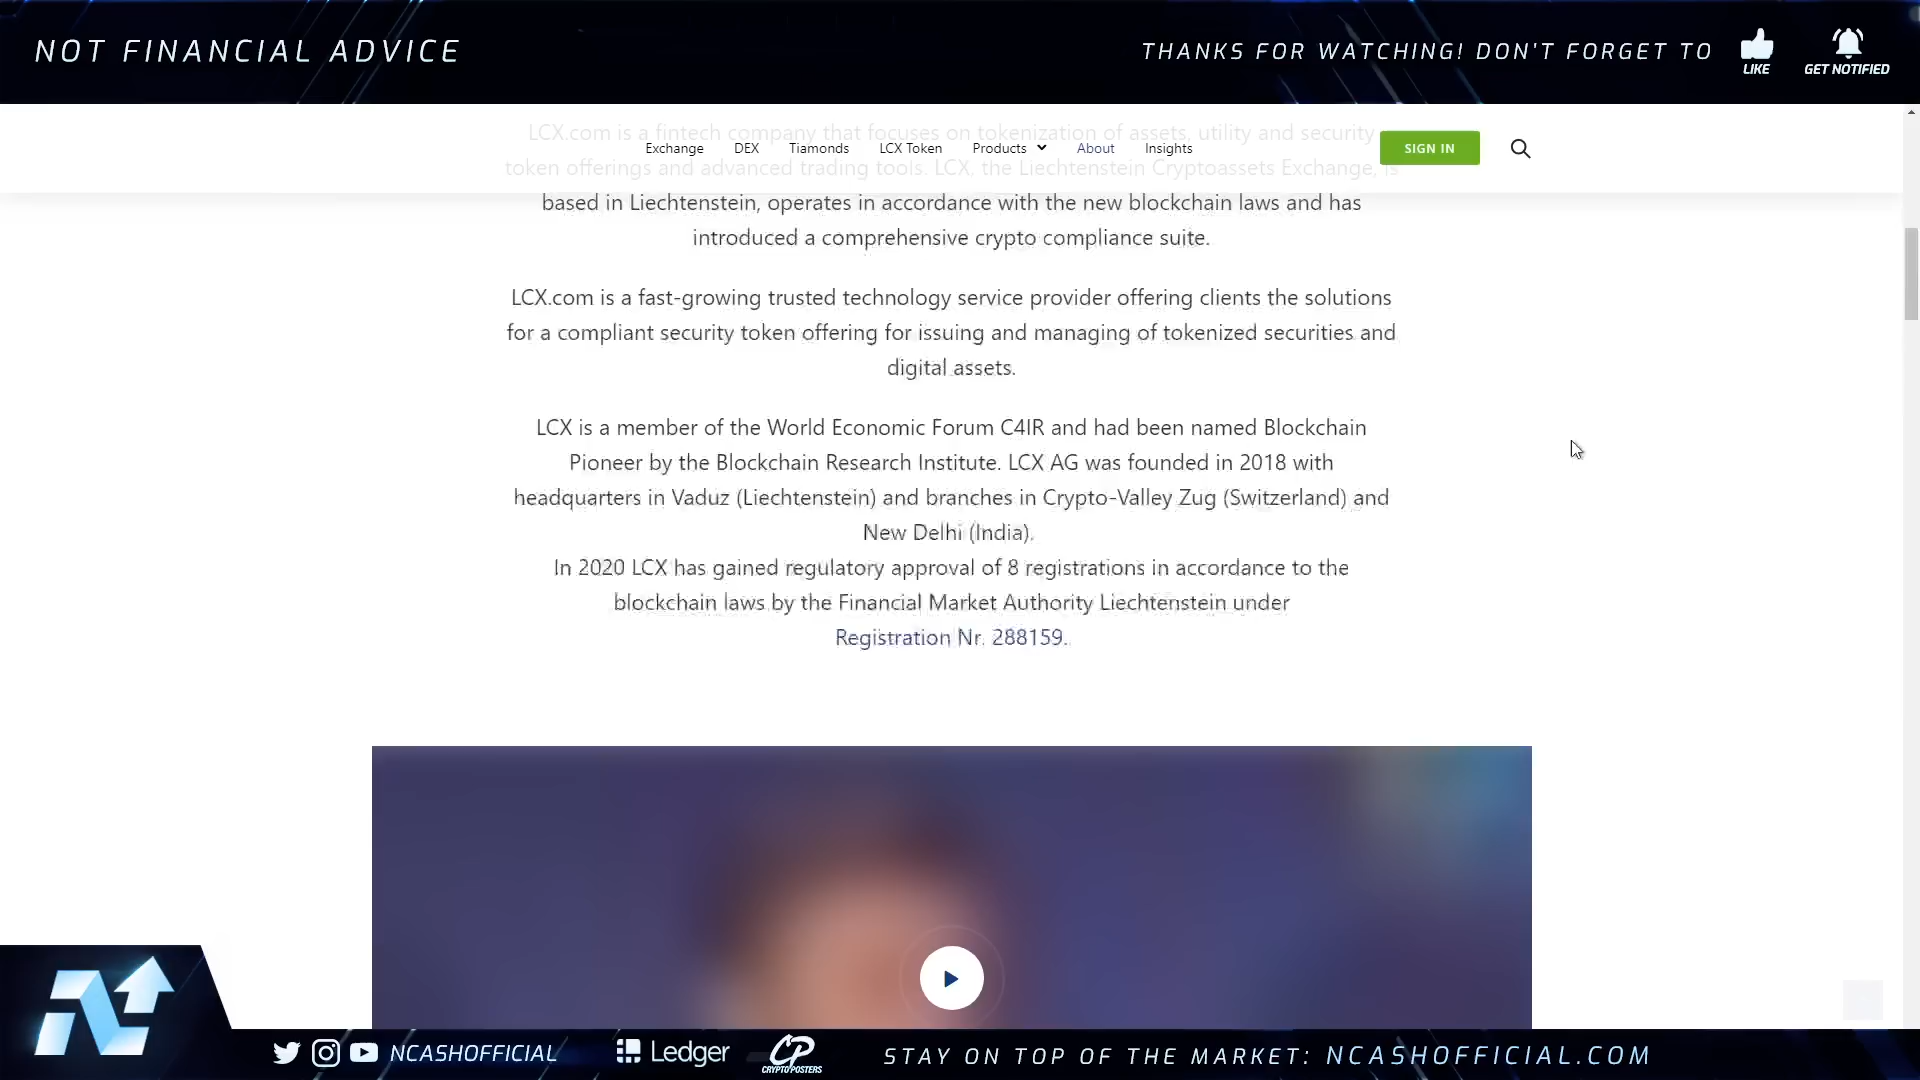 NOT FINANCIAL ADVICE
THANKS FOR WATCHING! DON'T FORGET TO
LIKE
GET NOTIFIED
LCX.com is a fintech company that focuses on tokenization of assets, utility and security
Exchange DEX Tiamonds LCX Token Products About Insights SIGN IN
token offerings and advanced trading tools. LCX, the Liechtenstein Cryptoassets Exchange, is
based in Liechtenstein, operates in accordance with the new blockchain laws and has
introduced a comprehensive crypto compliance suite.
LCX.com is a fast-growing trusted technology service provider offering clients the solutions
for a compliant security token offering for issuing and managing of tokenized securities and
digital assets.
LCX is a member of the World Economic Forum C4IR and had been named Blockchain
Pioneer by the Blockchain Research Institute. LCX AG was founded in 2018 with
headquarters in Vaduz (Liechtenstein) and branches in Crypto-Valley Zug (Switzerland) and
New Delhi (India).
In 2020 LCX has gained regulatory approval of 8 registrations in accordance to the
blockchain laws by the Financial Market Authority Liechtenstein under
Registration Nr. 288159.
NCASHOFFICIAL
Ledger
CP
CRYPTOPOSTERS
STAY ON TOP OF THE MARKET: NCASHOFFICIAL.COM